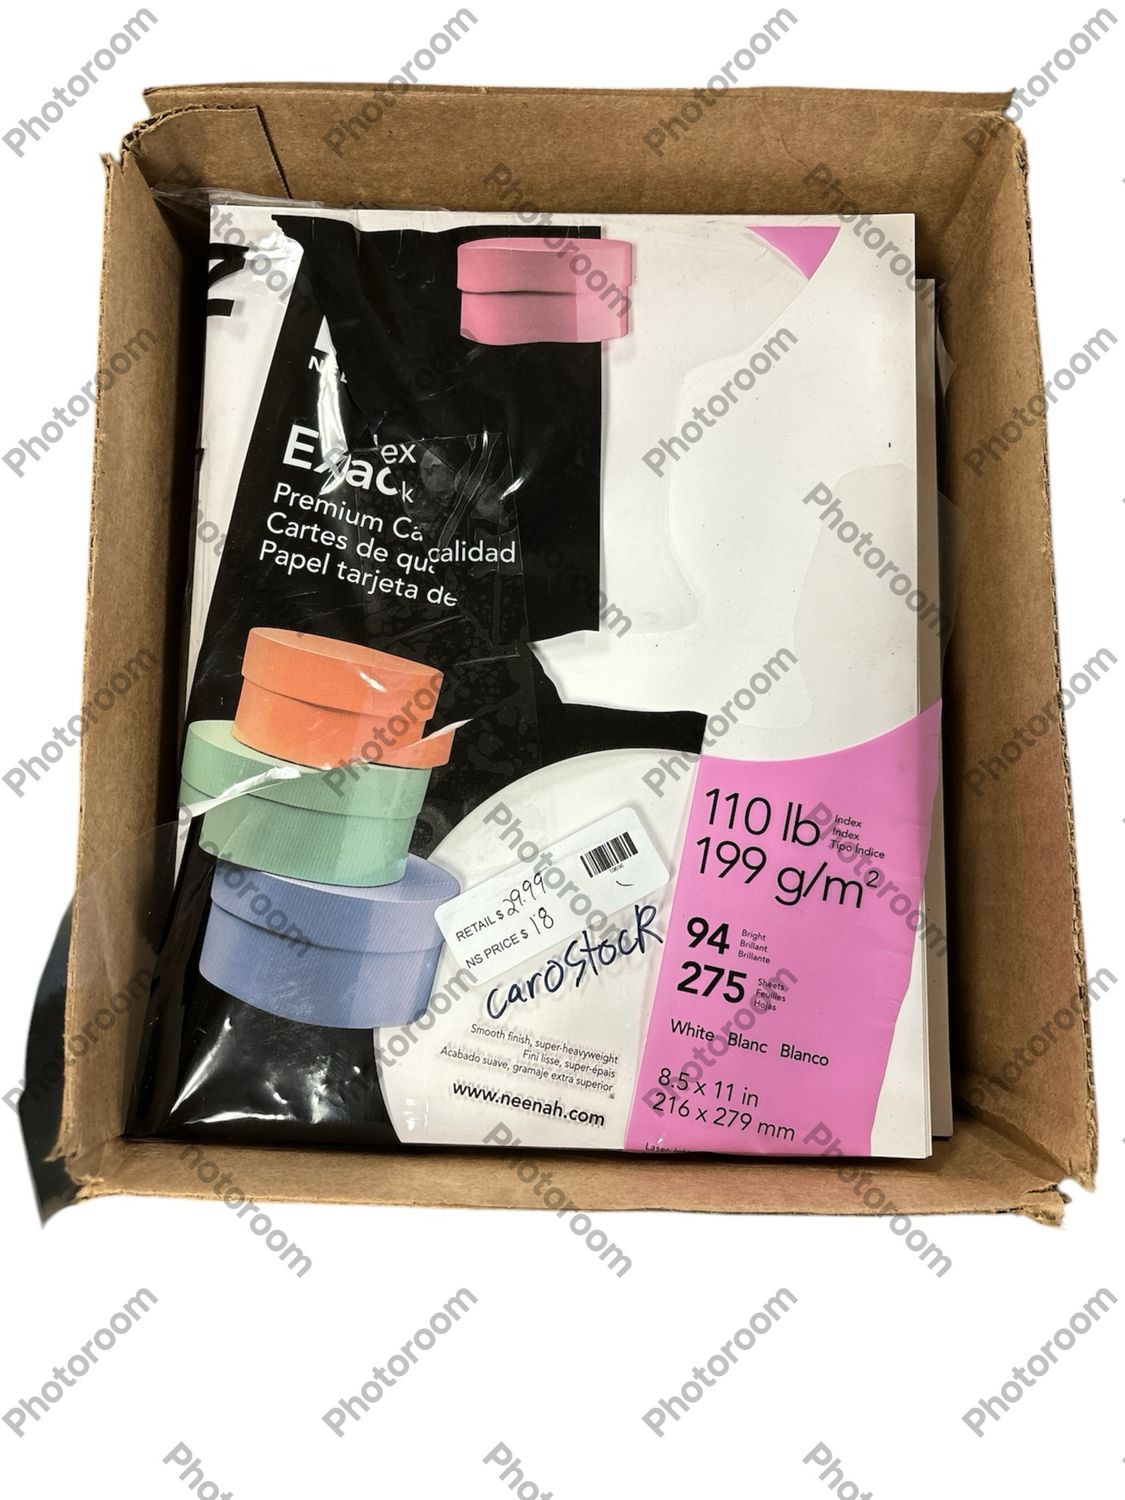 Exac
ex
k
Premium Ca
Cartes de qu
calidad
Papel tarjeta de
110 lb
Index
Index
Tipo Indice
199 g/m²
94
Bright
Brillant
Brillante
275
Sheets
Feuilles
Hojas
White Blanc Blanco
8.5 x 11 in
216 x 279 mm
RETAIL $ 29.99
NS PRICE $ 18
carDstocK
Smooth finish, super-heavyweight
Fini lisse, super-épais
Acabado suave, gramaje extra superior
www.neenah.com
Photoroom